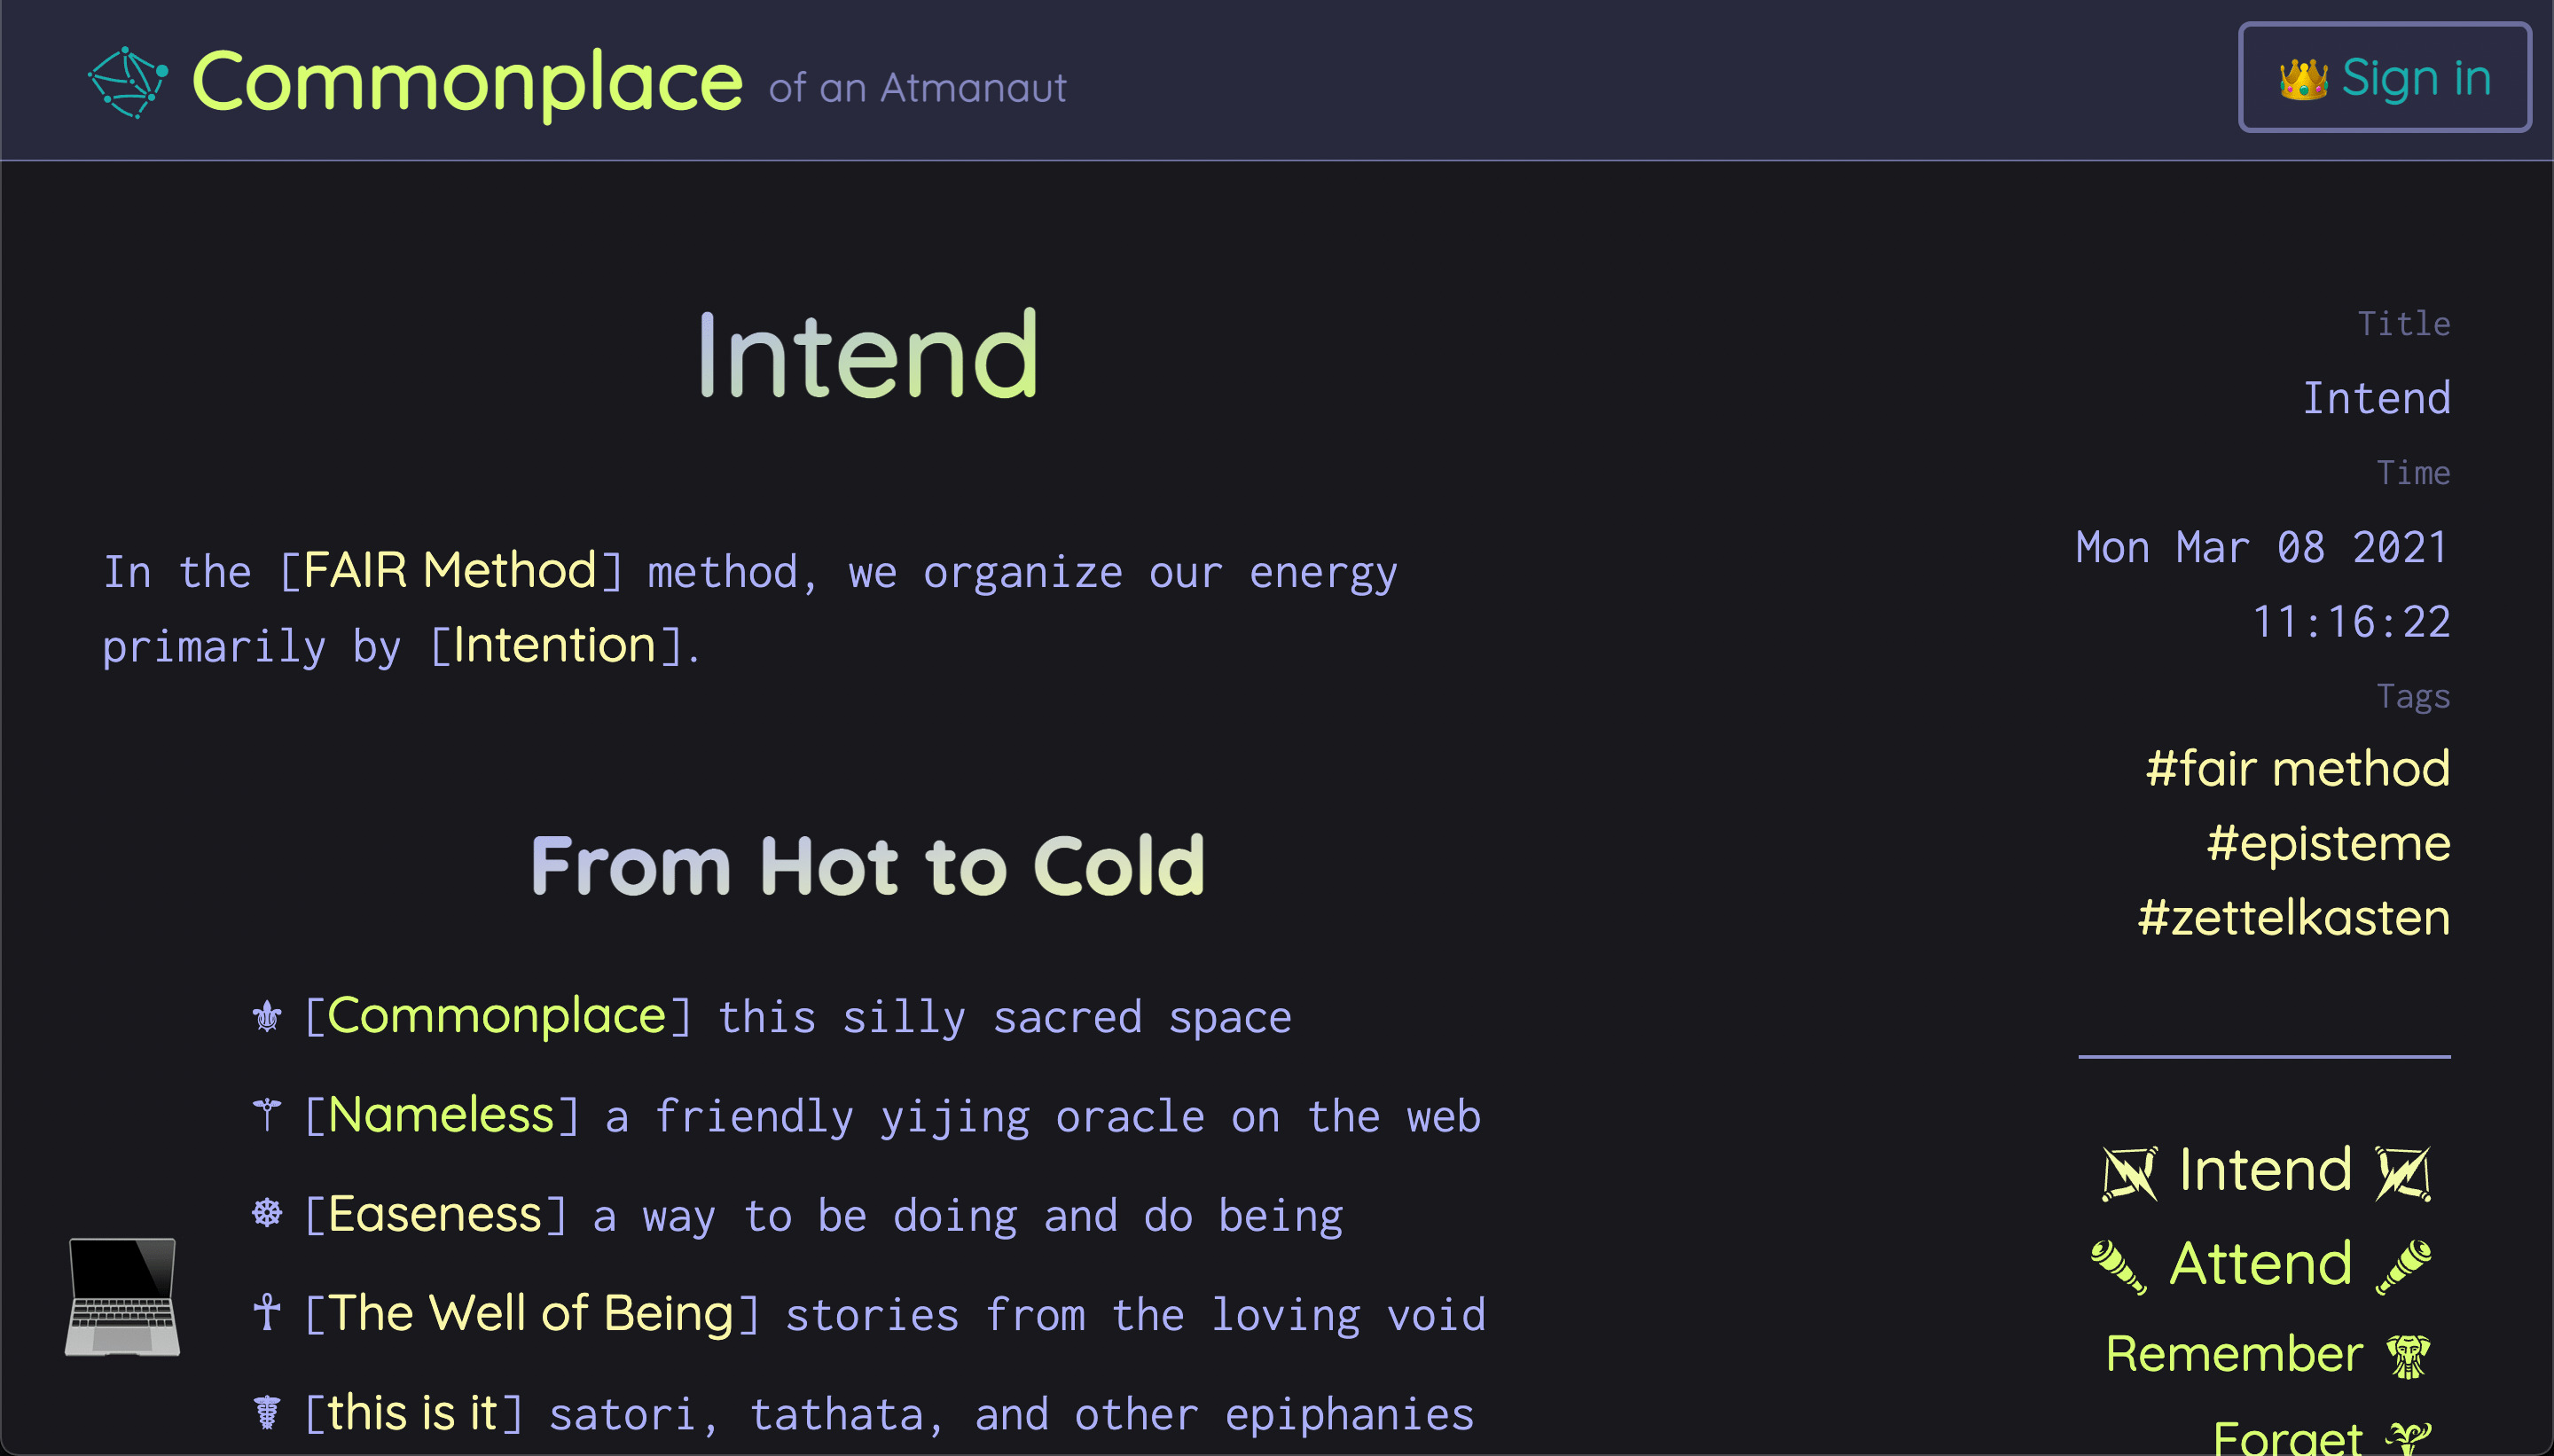 Commonplace of an Atmanaut
👑 Sign in
Intend
In the [FAIR Method] method, we organize our energy
primarily by [Intention].
From Hot to Cold
⚜ [Commonplace] this silly sacred space
⚚ [Nameless] a friendly yijing oracle on the web
☸ [Easeness] a way to be doing and do being
☥ [The Well of Being] stories from the loving void
☤ [this is it] satori, tathata, and other epiphanies
Title
Intend
Time
Mon Mar 08 2021
11:16:22
Tags
#fair method
#episteme
#zettelkasten
Intend
Attend
Remember
Forget